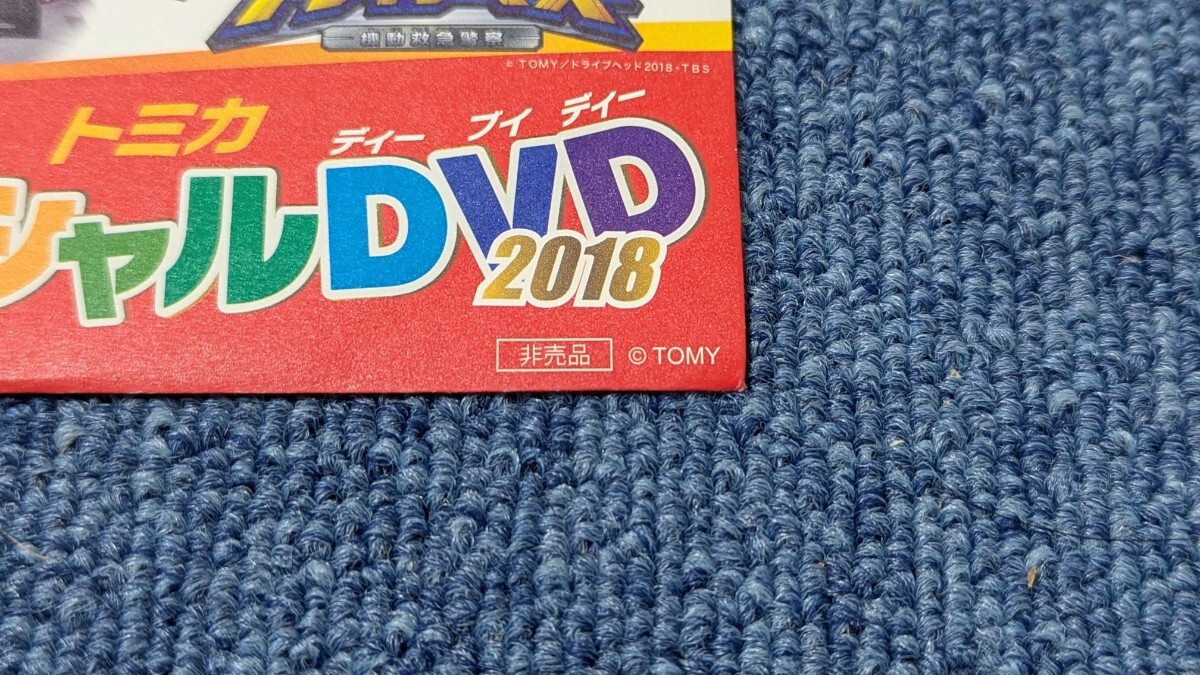 機動救急警察
© TOMY/ドライブヘッド2018・TBS
トミカ
ディー ブイ ディー
シャルDVD
2018
非売品 © TOMY